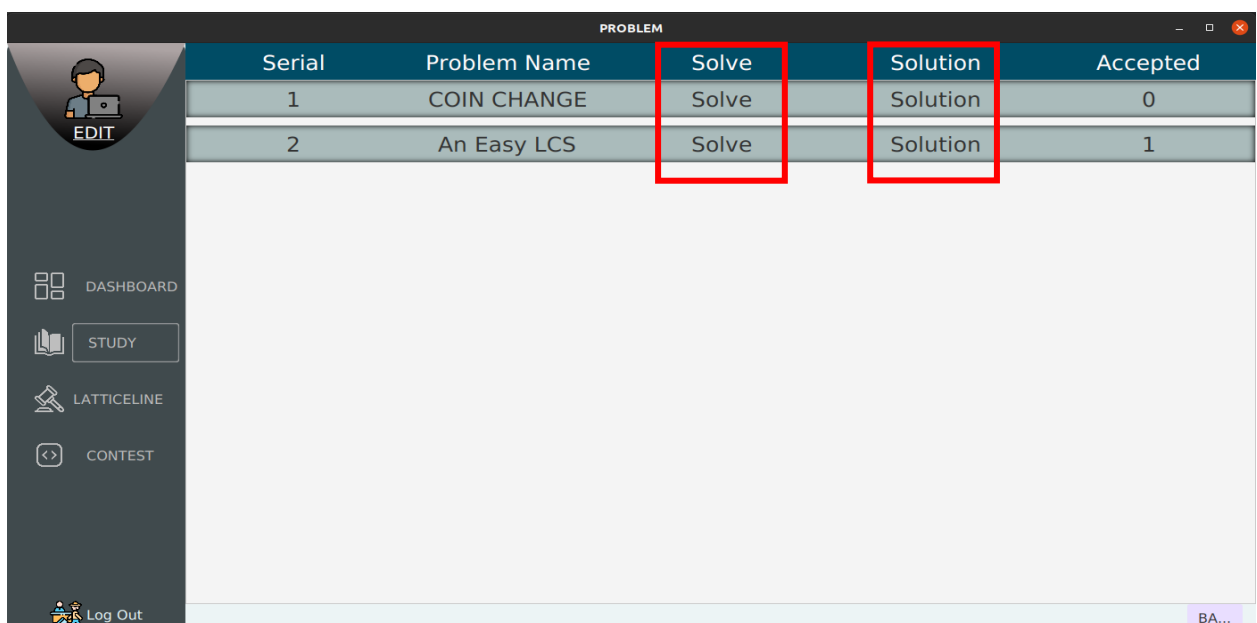 PROBLEM
Serial Problem Name Solve Solution Accepted
1 COIN CHANGE Solve Solution 0
EDIT
2 An Easy LCS Solve Solution 1
DASHBOARD
STUDY
LATTICELINE
CONTEST
Log Out
BA...